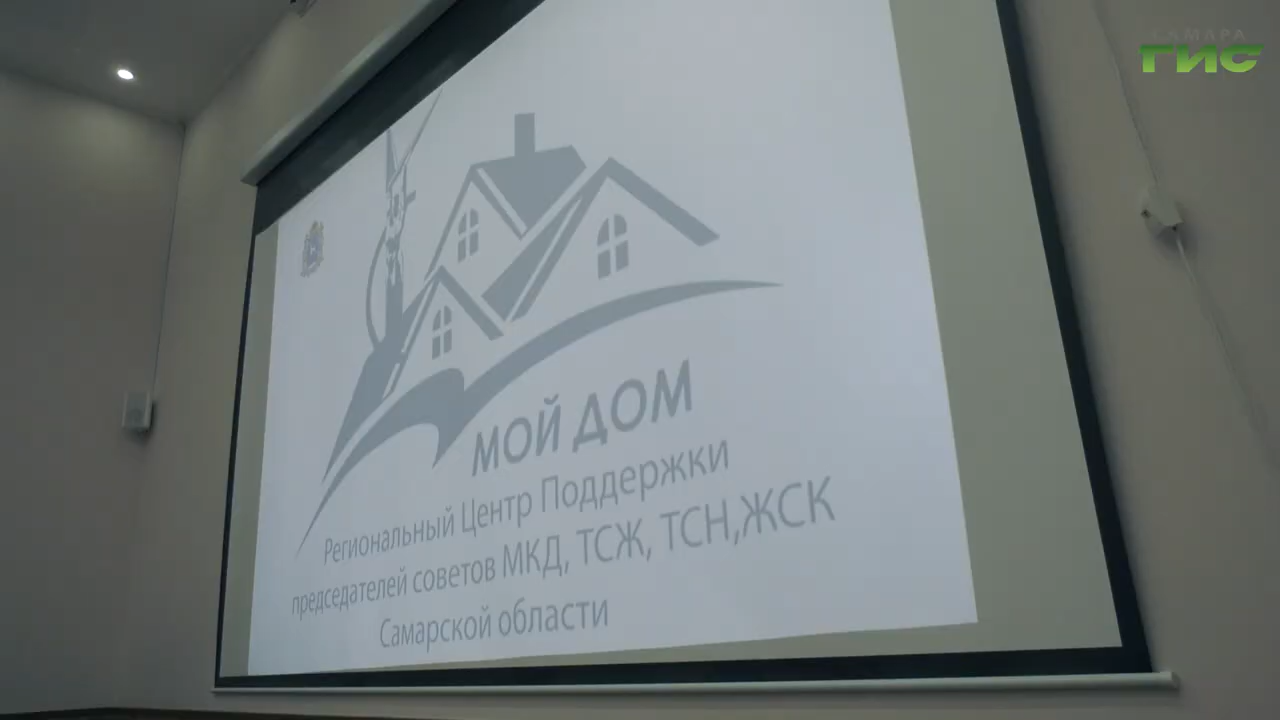 САМАРА
ГИС
МОЙ ДОМ
Региональный Центр Поддержки
председателей советов МКД, ТСЖ, ТСН,ЖСК
Самарской области